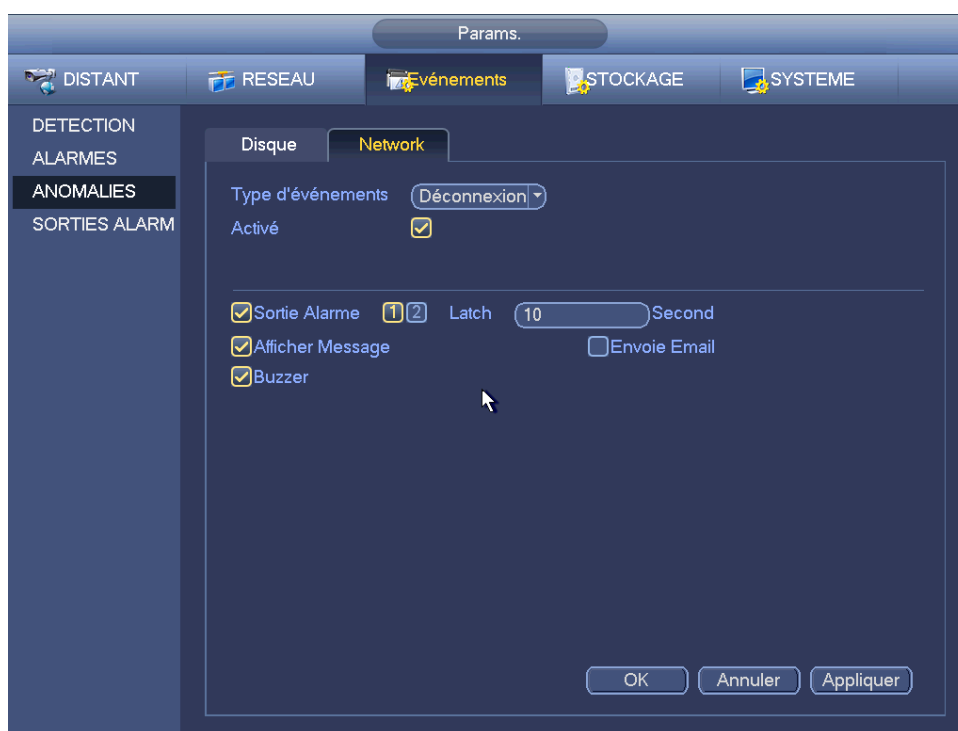 Params.
DISTANT RESEAU Evénements STOCKAGE SYSTEME
DETECTION
ALARMES
ANOMALIES
SORTIES ALARM
Disque Network
Type d'événements Déconnexion
Activé
Sortie Alarme 1 2 Latch 10 Second
Afficher Message Envoie Email
Buzzer
OK Annuler Appliquer